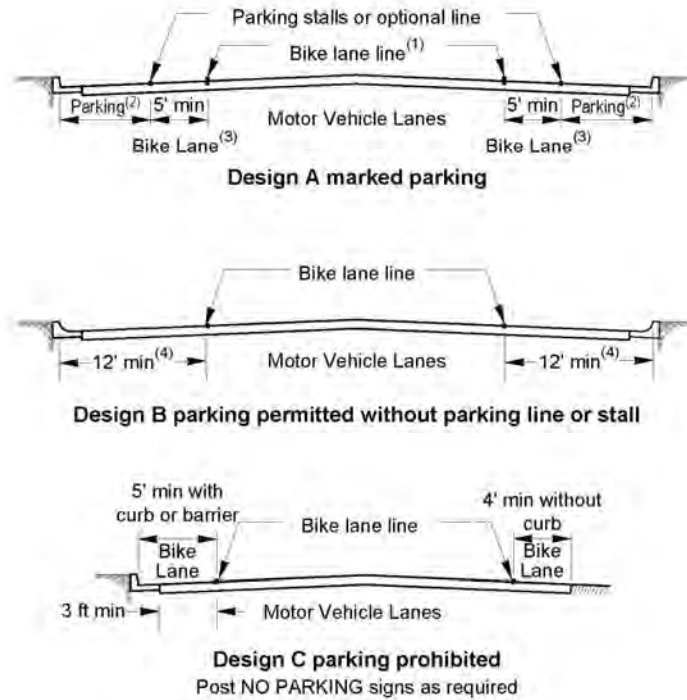 Parking stalls or optional line
Bike lane line(1)
Parking(2) 5' min Motor Vehicle Lanes 5' min Parking(2)
Bike Lane(3) Bike Lane(3)
Design A marked parking
Bike lane line
12' min(4) Motor Vehicle Lanes 12' min(4)
Design B parking permitted without parking line or stall
5' min with
curb or barrier
Bike lane line
4' min without
curb
Bike
Lane
Bike
Lane
3 ft min Motor Vehicle Lanes
Design C parking prohibited
Post NO PARKING signs as required